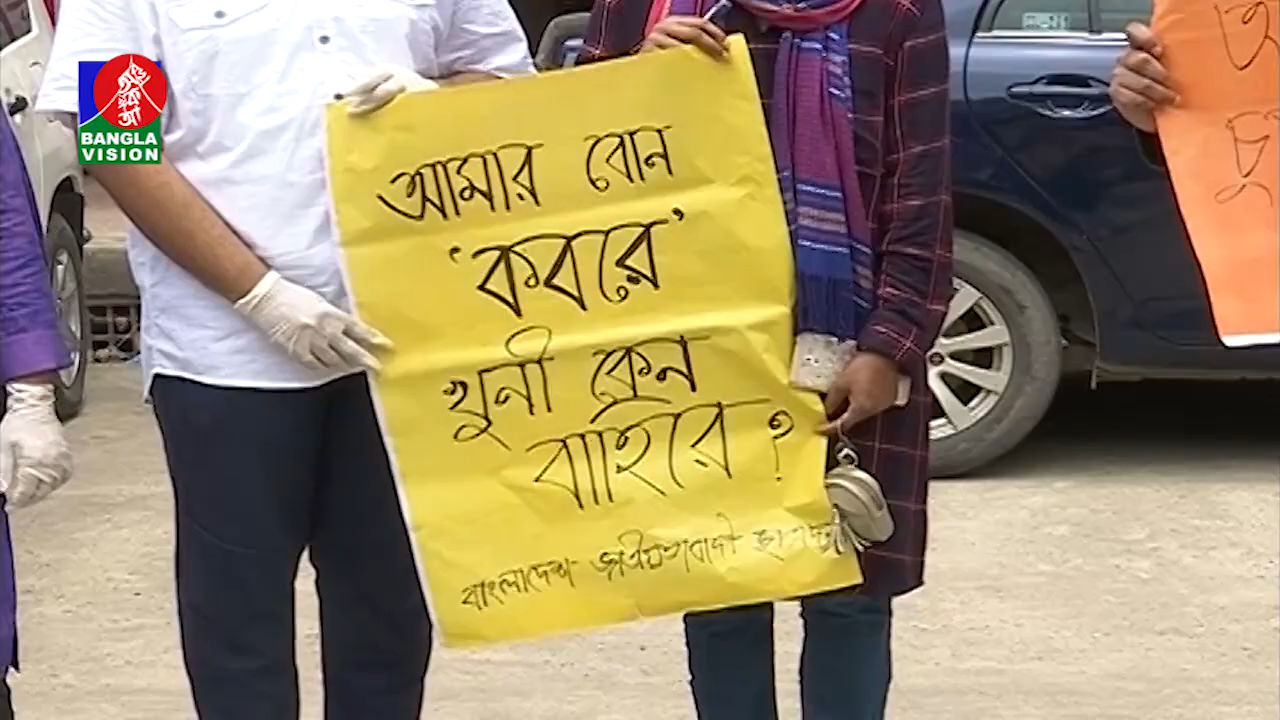 BANGLA
VISION
আমার বোন
'কবরে'
খুনী কেন
বাহিরে?
বাংলাদেশ জাতীয়তাবাদী ছাত্রদল